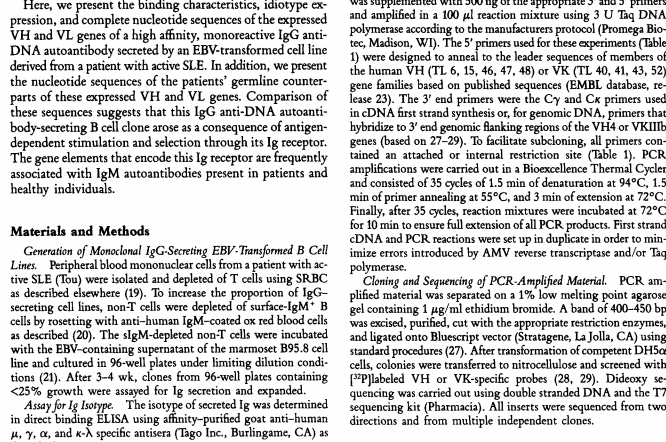 Here, we present the binding characteristics, idiotype ex-
pression, and complete nucleotide sequences of the expressed
VH and VL genes of a high affinity, monoreactive IgG anti-
DNA autoantibody secreted by an EBV-transformed cell line
derived from a patient with active SLE. In addition, we present
the nucleotide sequences of the patients' germline counter-
parts of these expressed VH and VL genes. Comparison of
these sequences suggests that this IgG anti-DNA autoanti-
body-secreting B cell clone arose as a consequence of antigen-
dependent stimulation and selection through its Ig receptor.
The gene elements that encode this Ig receptor are frequently
associated with IgM autoantibodies present in patients and
healthy individuals.
Materials and Methods
Generation of Monoclonal IgG-Secreting EBV-Transformed B Cell
Lines. Peripheral blood mononuclear cells from a patient with ac-
tive SLE (Tou) were isolated and depleted of T cells using SRBC
as described elsewhere (19). To increase the proportion of IgG-
secreting cell lines, non-T cells were depleted of surface-IgM⁺ B
cells by rosetting with anti-human IgM-coated ox red blood cells
as described (20). The sIgM-depleted non-T cells were incubated
with the EBV-containing supernatant of the marmoset B95.8 cell
line and cultured in 96-well plates under limiting dilution condi-
tions (21). After 3-4 wk, clones from 96-well plates containing
<25% growth were assayed for Ig secretion and expanded.
Assay for Ig Isotype. The isotype of secreted Ig was determined
in direct binding ELISA using affinity-purified goat anti-human
μ, γ, α, and κ-λ specific antisera (Tago Inc., Burlingame, CA) as
was supplemented with 500 ng of the appropriate 5' and 3' primers
and amplified in a 100 μl reaction mixture using 3 U Taq DNA
polymerase according to the manufacturers protocol (Promega Bio-
tec, Madison, WI). The 5' primers used for these experiments (Table
1) were designed to anneal to the leader sequences of members of
the human VH (TL 6, 15, 46, 47, 48) or VK (TL 40, 41, 43, 52)
gene families based on published sequences (EMBL database, re-
lease 23). The 3' end primers were the Cγ and Cκ primers used
in cDNA first strand synthesis or, for genomic DNA, primers that
hybridize to 3' end genomic flanking regions of the VH4 or VKIIIb
genes (based on 27-29). To facilitate subcloning, all primers con-
tained an attached or internal restriction site (Table 1). PCR
amplifications were carried out in a Bioexcellence Thermal Cycler
and consisted of 35 cycles of 1.5 min of denaturation at 94°C, 1.5
min of primer annealing at 55°C, and 3 min of extension at 72°C.
Finally, after 35 cycles, reaction mixtures were incubated at 72°C
for 10 min to ensure full extension of all PCR products. First strand
cDNA and PCR reactions were set up in duplicate in order to min-
imize errors introduced by AMV reverse transcriptase and/or Taq
polymerase.
Cloning and Sequencing of PCR-Amplified Material. PCR am-
plified material was separated on a 1% low melting point agarose
gel containing 1 μg/ml ethidium bromide. A band of 400-450 bp
was excised, purified, cut with the appropriate restriction enzymes,
and ligated onto Bluescript vector (Stratagene, La Jolla, CA) using
standard procedures (27). After transformation of competent DH5α
cells, colonies were transferred to nitrocellulose and screened with
[³²P]labeled VH or VK-specific probes (28, 29). Dideoxy se-
quencing was carried out using double stranded DNA and the T7
sequencing kit (Pharmacia). All inserts were sequenced from two
directions and from multiple independent clones.